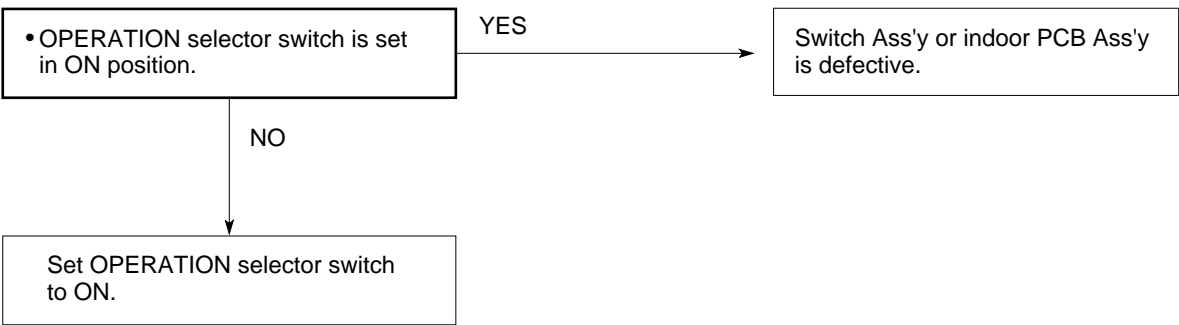 • OPERATION selector switch is set
in ON position.
YES
Switch Ass'y or indoor PCB Ass'y
is defective.
NO
Set OPERATION selector switch
to ON.